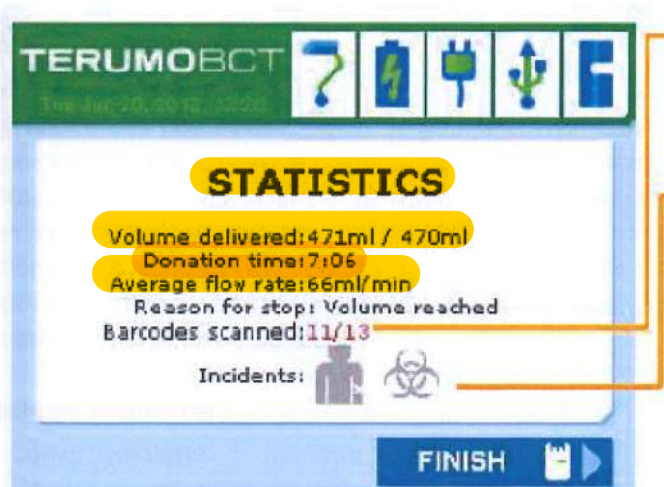 TERUMOBCT
STATISTICS
Volume delivered:471ml / 470ml
Donation time:7:06
Average flow rate:66ml/min
Reason for stop: Volume reached
Barcodes scanned:11/13
Incidents:
FINISH